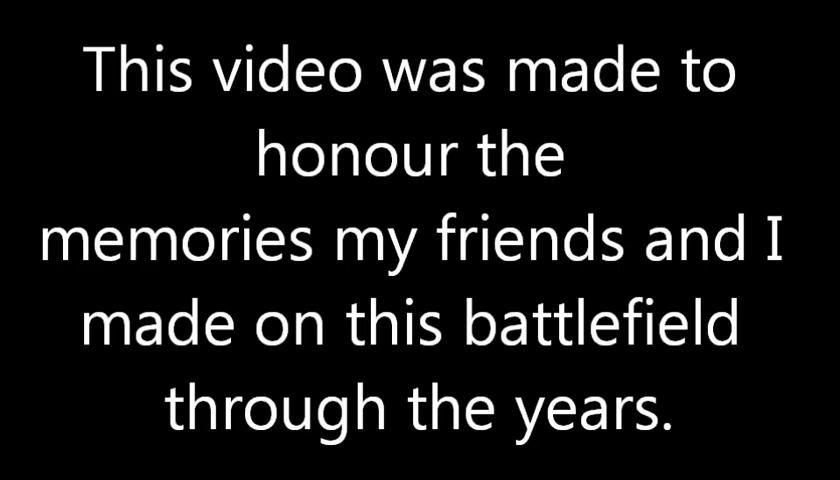 This video was made to
honour the
memories my friends and I
made on this battlefield
through the years.